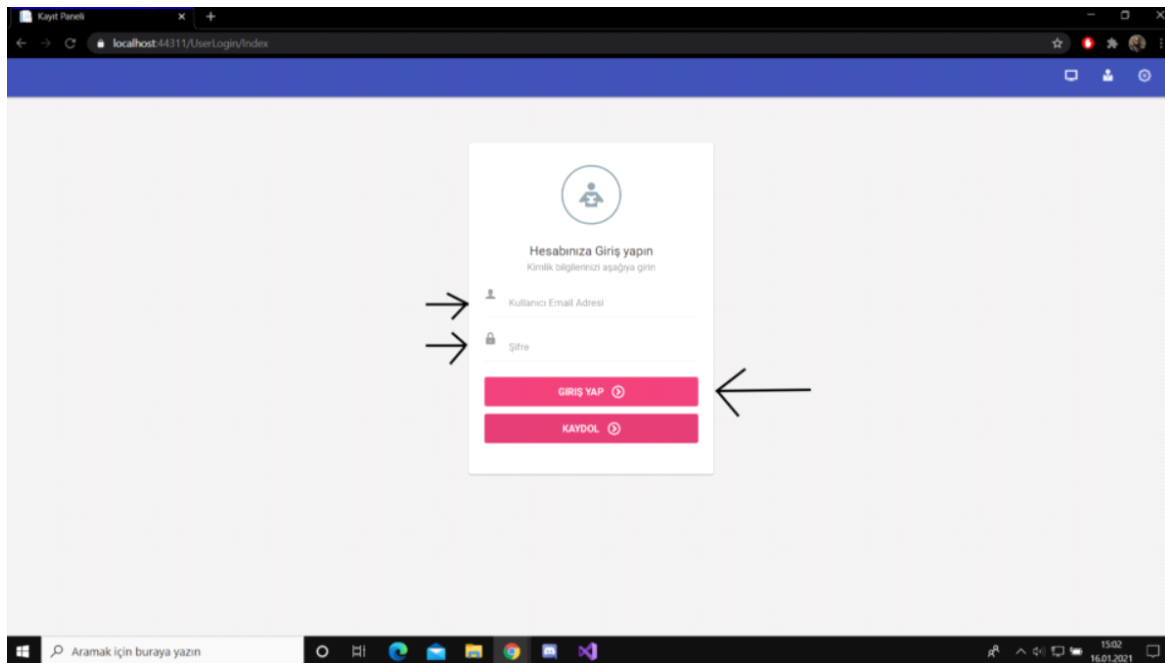 Kayıt Paneli
localhost:44311/UserLogin/Index
Hesabınıza Giriş yapın
Kimlik bilgilerinizi aşağıya girin
Kullanıcı Email Adresi
Şifre
GIRIŞ YAP
KAYDOL
Aramak için buraya yazın
15:02
16.01.2021